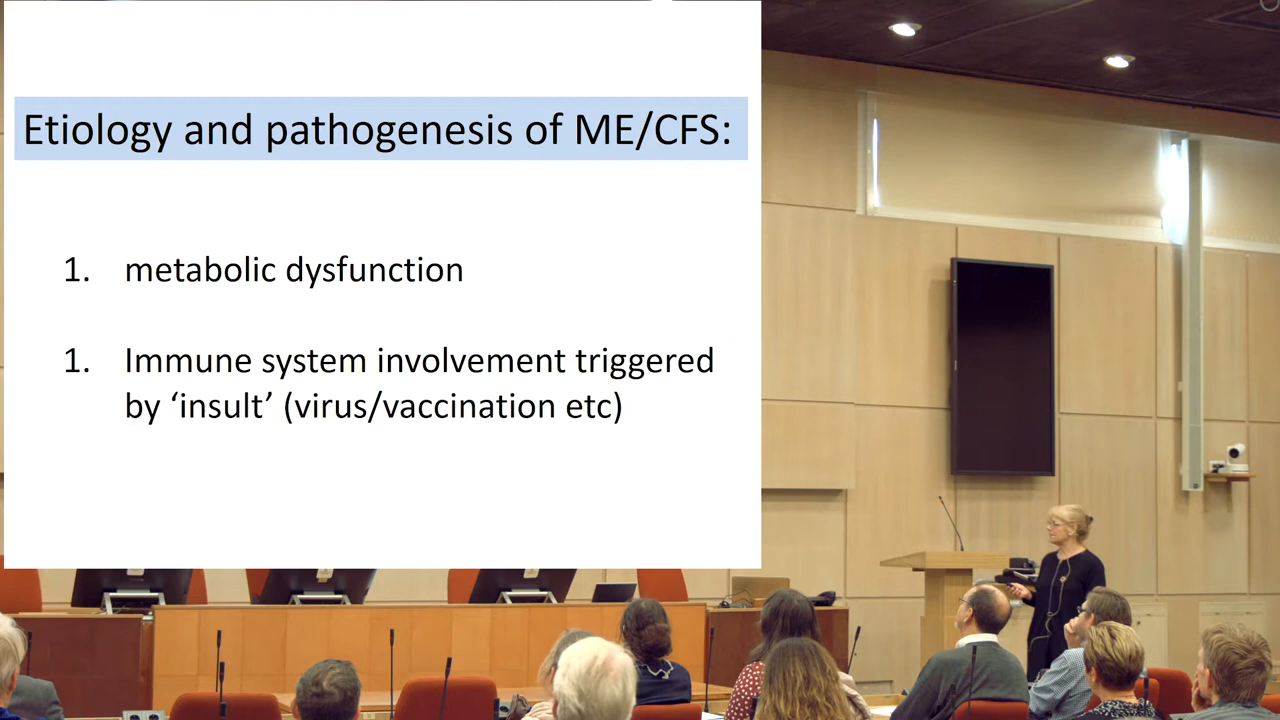 Etiology and pathogenesis of ME/CFS:
1. metabolic dysfunction
1. Immune system involvement triggered
by ‘insult’ (virus/vaccination etc)